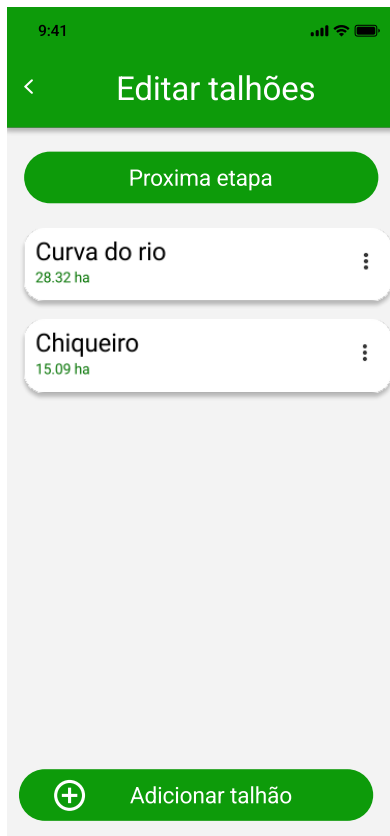 9:41
Editar talhões
Proxima etapa
Curva do rio
28.32 ha
Chiqueiro
15.09 ha
Adicionar talhão